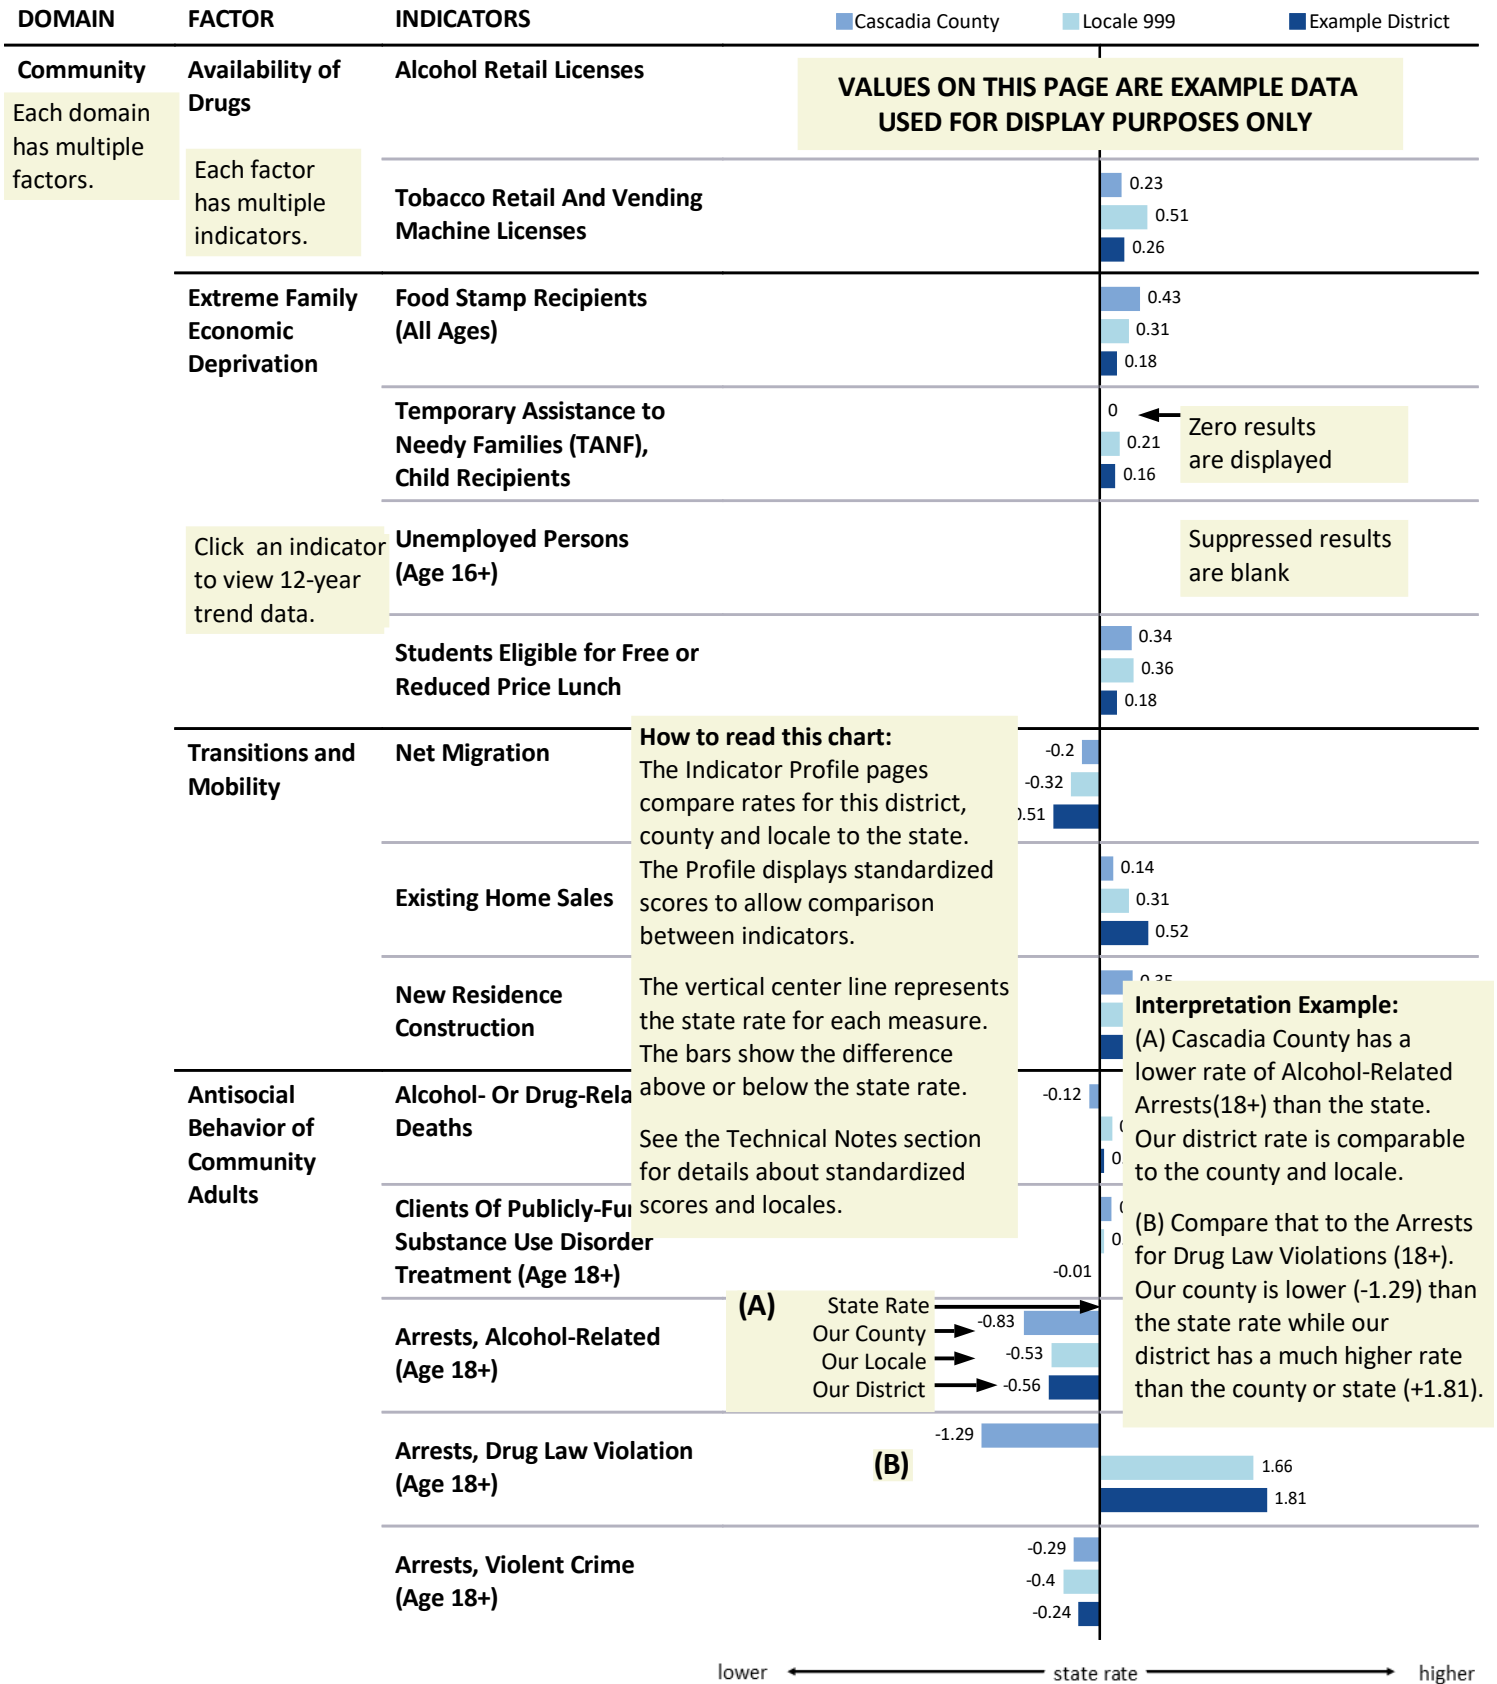 DOMAIN FACTOR INDICATORS Cascadia County Locale 999 Example District
Community
Each domain
has multiple
factors.
Availability of
Drugs
Each factor
has multiple
indicators.
Alcohol Retail Licenses
VALUES ON THIS PAGE ARE EXAMPLE DATA
USED FOR DISPLAY PURPOSES ONLY
Tobacco Retail And Vending
Machine Licenses
0.23
0.51
0.26
Extreme Family
Economic
Deprivation
Food Stamp Recipients
(All Ages)
0.43
0.31
0.18
Temporary Assistance to
Needy Families (TANF),
Child Recipients
0
0.21
0.16
Zero results
are displayed
Click an indicator
to view 12-year
trend data.
Unemployed Persons
(Age 16+)
Suppressed results
are blank
Students Eligible for Free or
Reduced Price Lunch
0.34
0.36
0.18
Transitions and
Mobility
Net Migration
-0.2
-0.32
.51
How to read this chart:
The Indicator Profile pages
compare rates for this district,
county and locale to the state.
The Profile displays standardized
scores to allow comparison
between indicators.
The vertical center line represents
the state rate for each measure.
The bars show the difference
above or below the state rate.
See the Technical Notes section
for details about standardized
scores and locales.
Existing Home Sales
0.14
0.31
0.52
New Residence
Construction
Interpretation Example:
(A) Cascadia County has a
lower rate of Alcohol-Related
Arrests(18+) than the state.
Our district rate is comparable
to the county and locale.
(B) Compare that to the Arrests
for Drug Law Violations (18+).
Our county is lower (-1.29) than
the state rate while our
district has a much higher rate
than the county or state (+1.81).
Antisocial
Behavior of
Community
Adults
Alcohol- Or Drug-Rela
Deaths
-0.12
0.
Clients Of Publicly-Fu
Substance Use Disorder
Treatment (Age 18+)
0.
-0.01
Arrests, Alcohol-Related
(Age 18+)
(A) State Rate
Our County -0.83
Our Locale -0.53
Our District -0.56
Arrests, Drug Law Violation
(Age 18+)
-1.29
(B)
1.66
1.81
Arrests, Violent Crime
(Age 18+)
-0.29
-0.4
-0.24
lower state rate higher